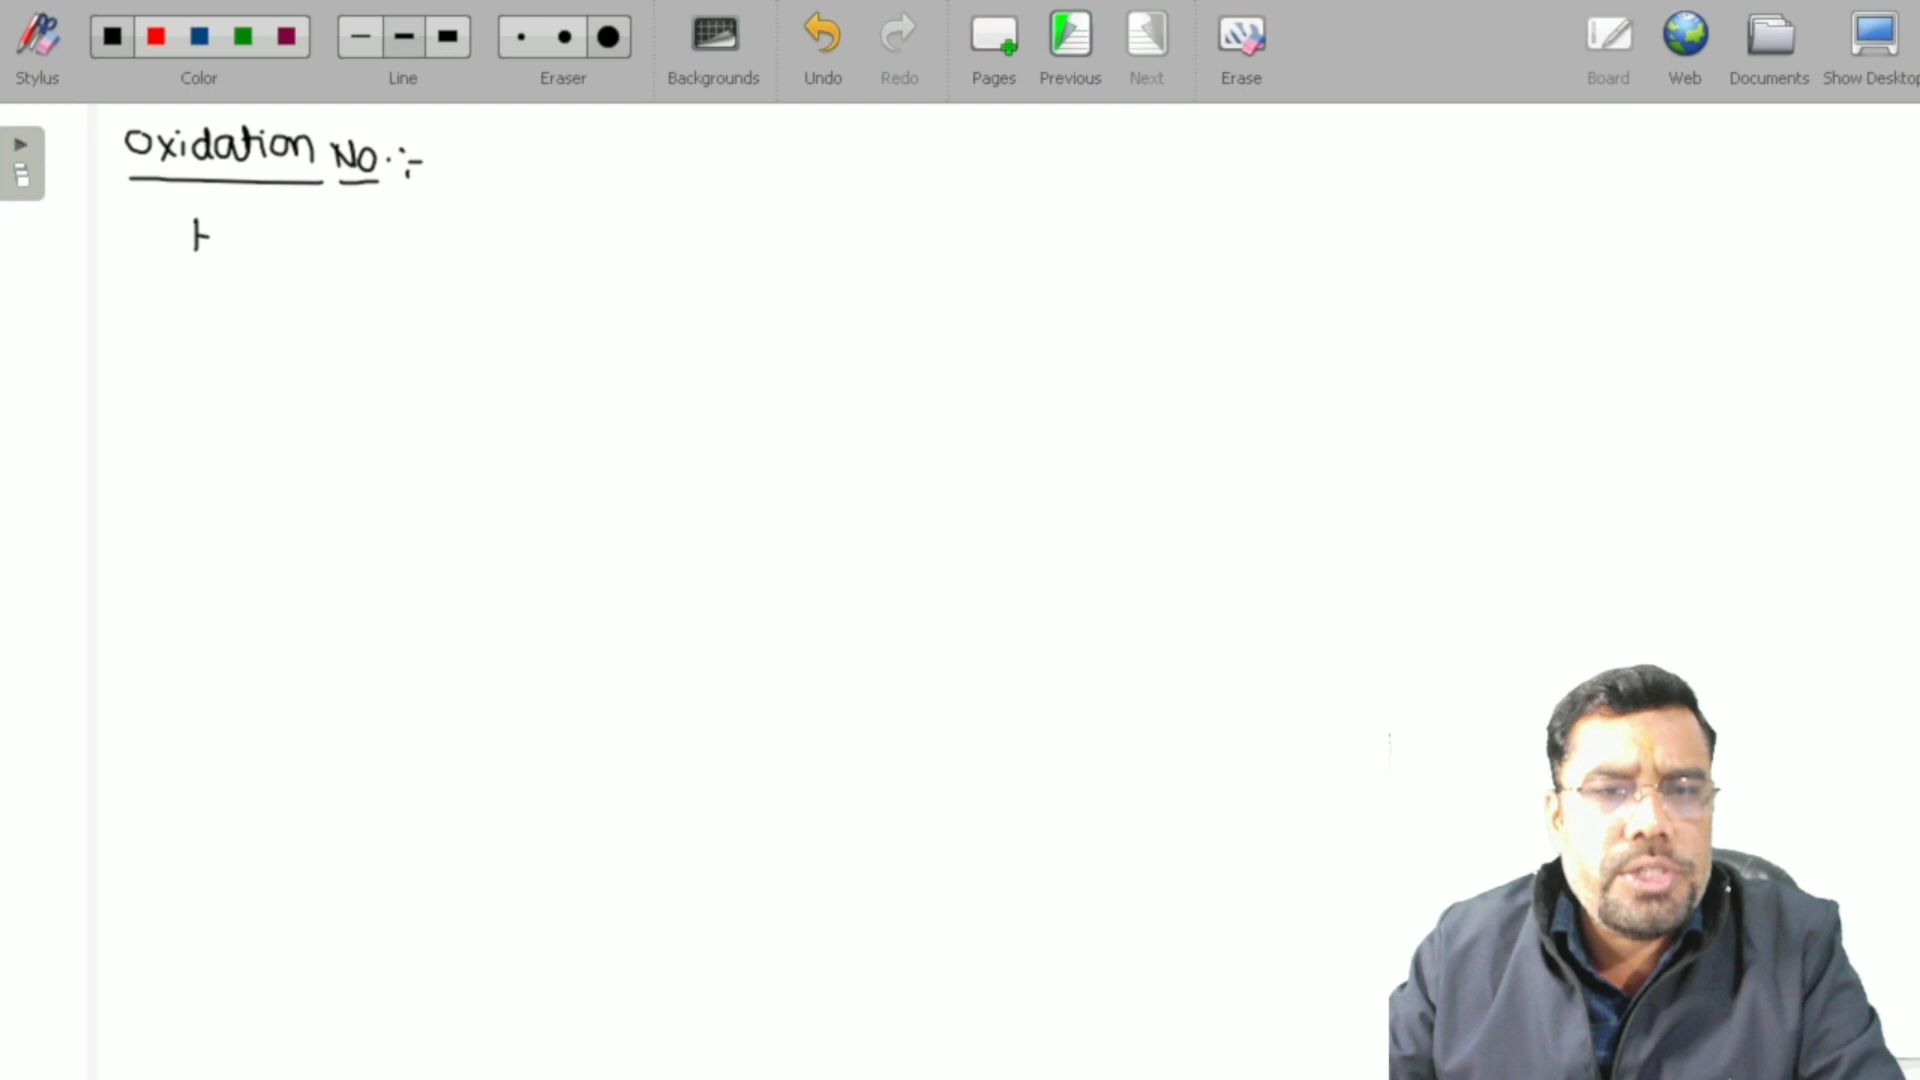 Stylus Color Line Eraser Backgrounds Undo Redo Pages Previous Next Erase Board Web Documents Show Desktop
Oxidation No. :-